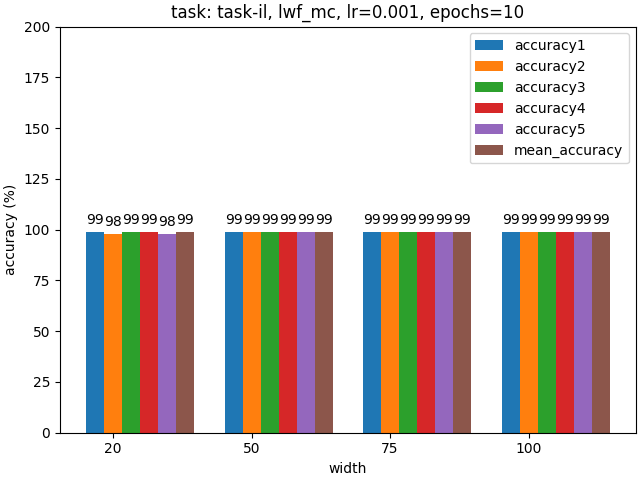 task: task-il, lwf_mc, lr=0.001, epochs=10
accuracy (%)
200
175
150
125
100
75
50
25
0
accuracy1
accuracy2
accuracy3
accuracy4
accuracy5
mean_accuracy
99 98 99 99 98 99
99 99 99 99 99 99
99 99 99 99 99 99
99 99 99 99 99 99
20 50 75 100
width